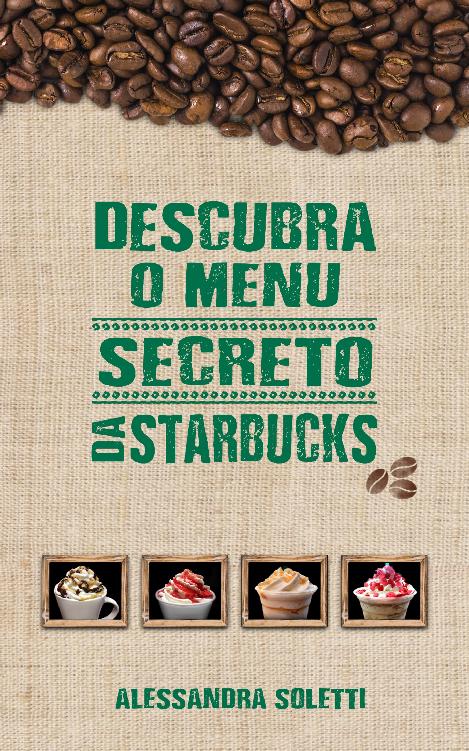 DESCUBRA
O MENU
SECRETO
DA STARBUCKS
ALESSANDRA SOLETTI